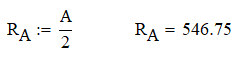 R_A := A/2 R_A = 546.75